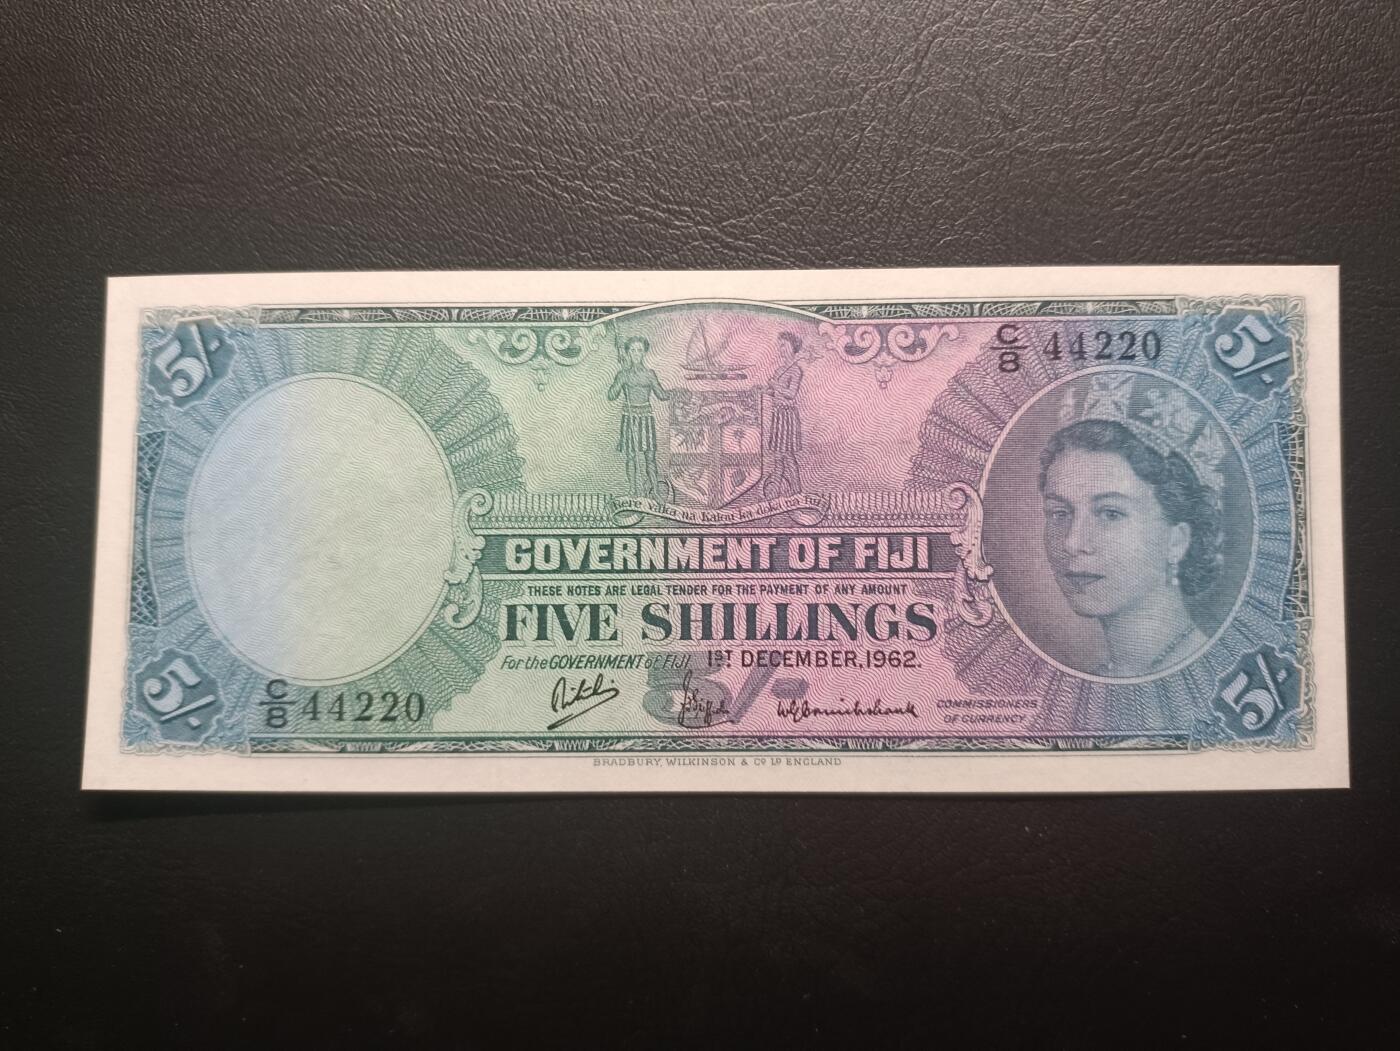 5/-
5/-
C/8 44220
Rere vaka na Kalou ka doka na Tui
GOVERNMENT OF FIJI
THESE NOTES ARE LEGAL TENDER FOR THE PAYMENT OF ANY AMOUNT
FIVE SHILLINGS
For the GOVERNMENT of FIJI, 1ST DECEMBER, 1962.
COMMISSIONERS
OF CURRENCY
C/8 44220
5/-
5/-
BRADBURY, WILKINSON & Co. LD. ENGLAND